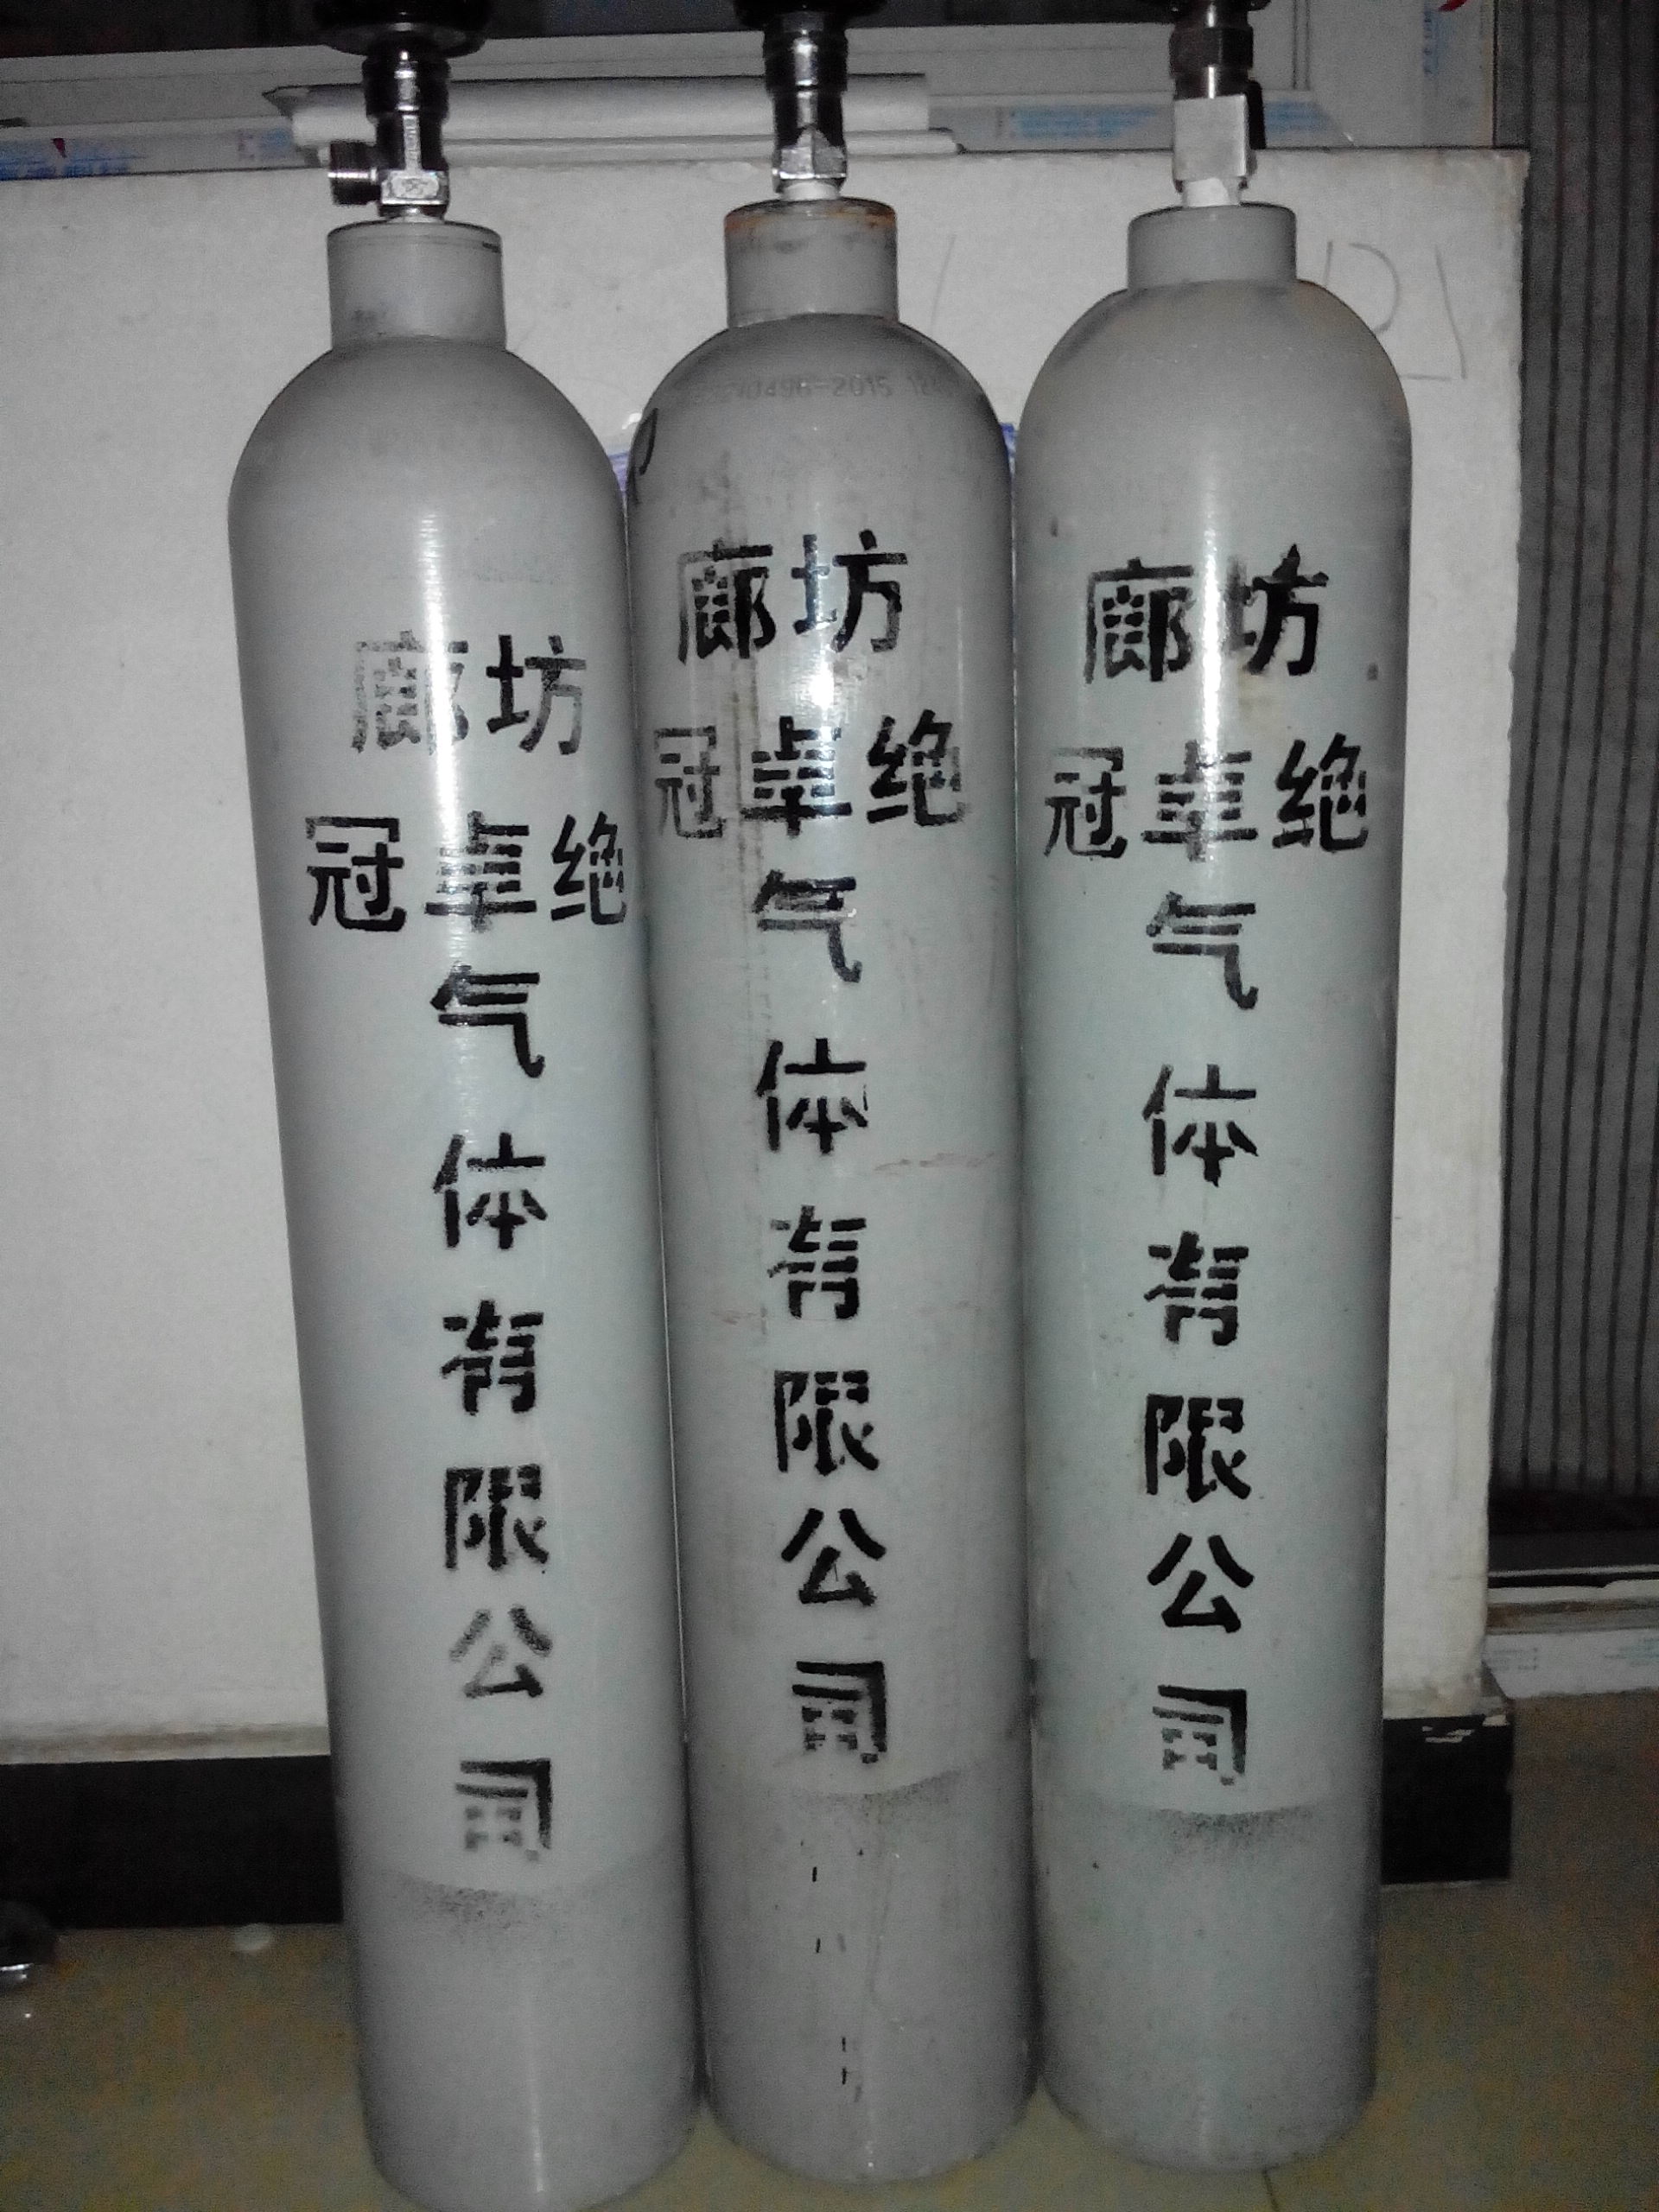 廊坊
冠卓绝
气
体
有
限
公
司
廊坊
冠卓绝
气
体
有
限
公
司
廊坊
冠卓绝
气
体
有
限
公
司